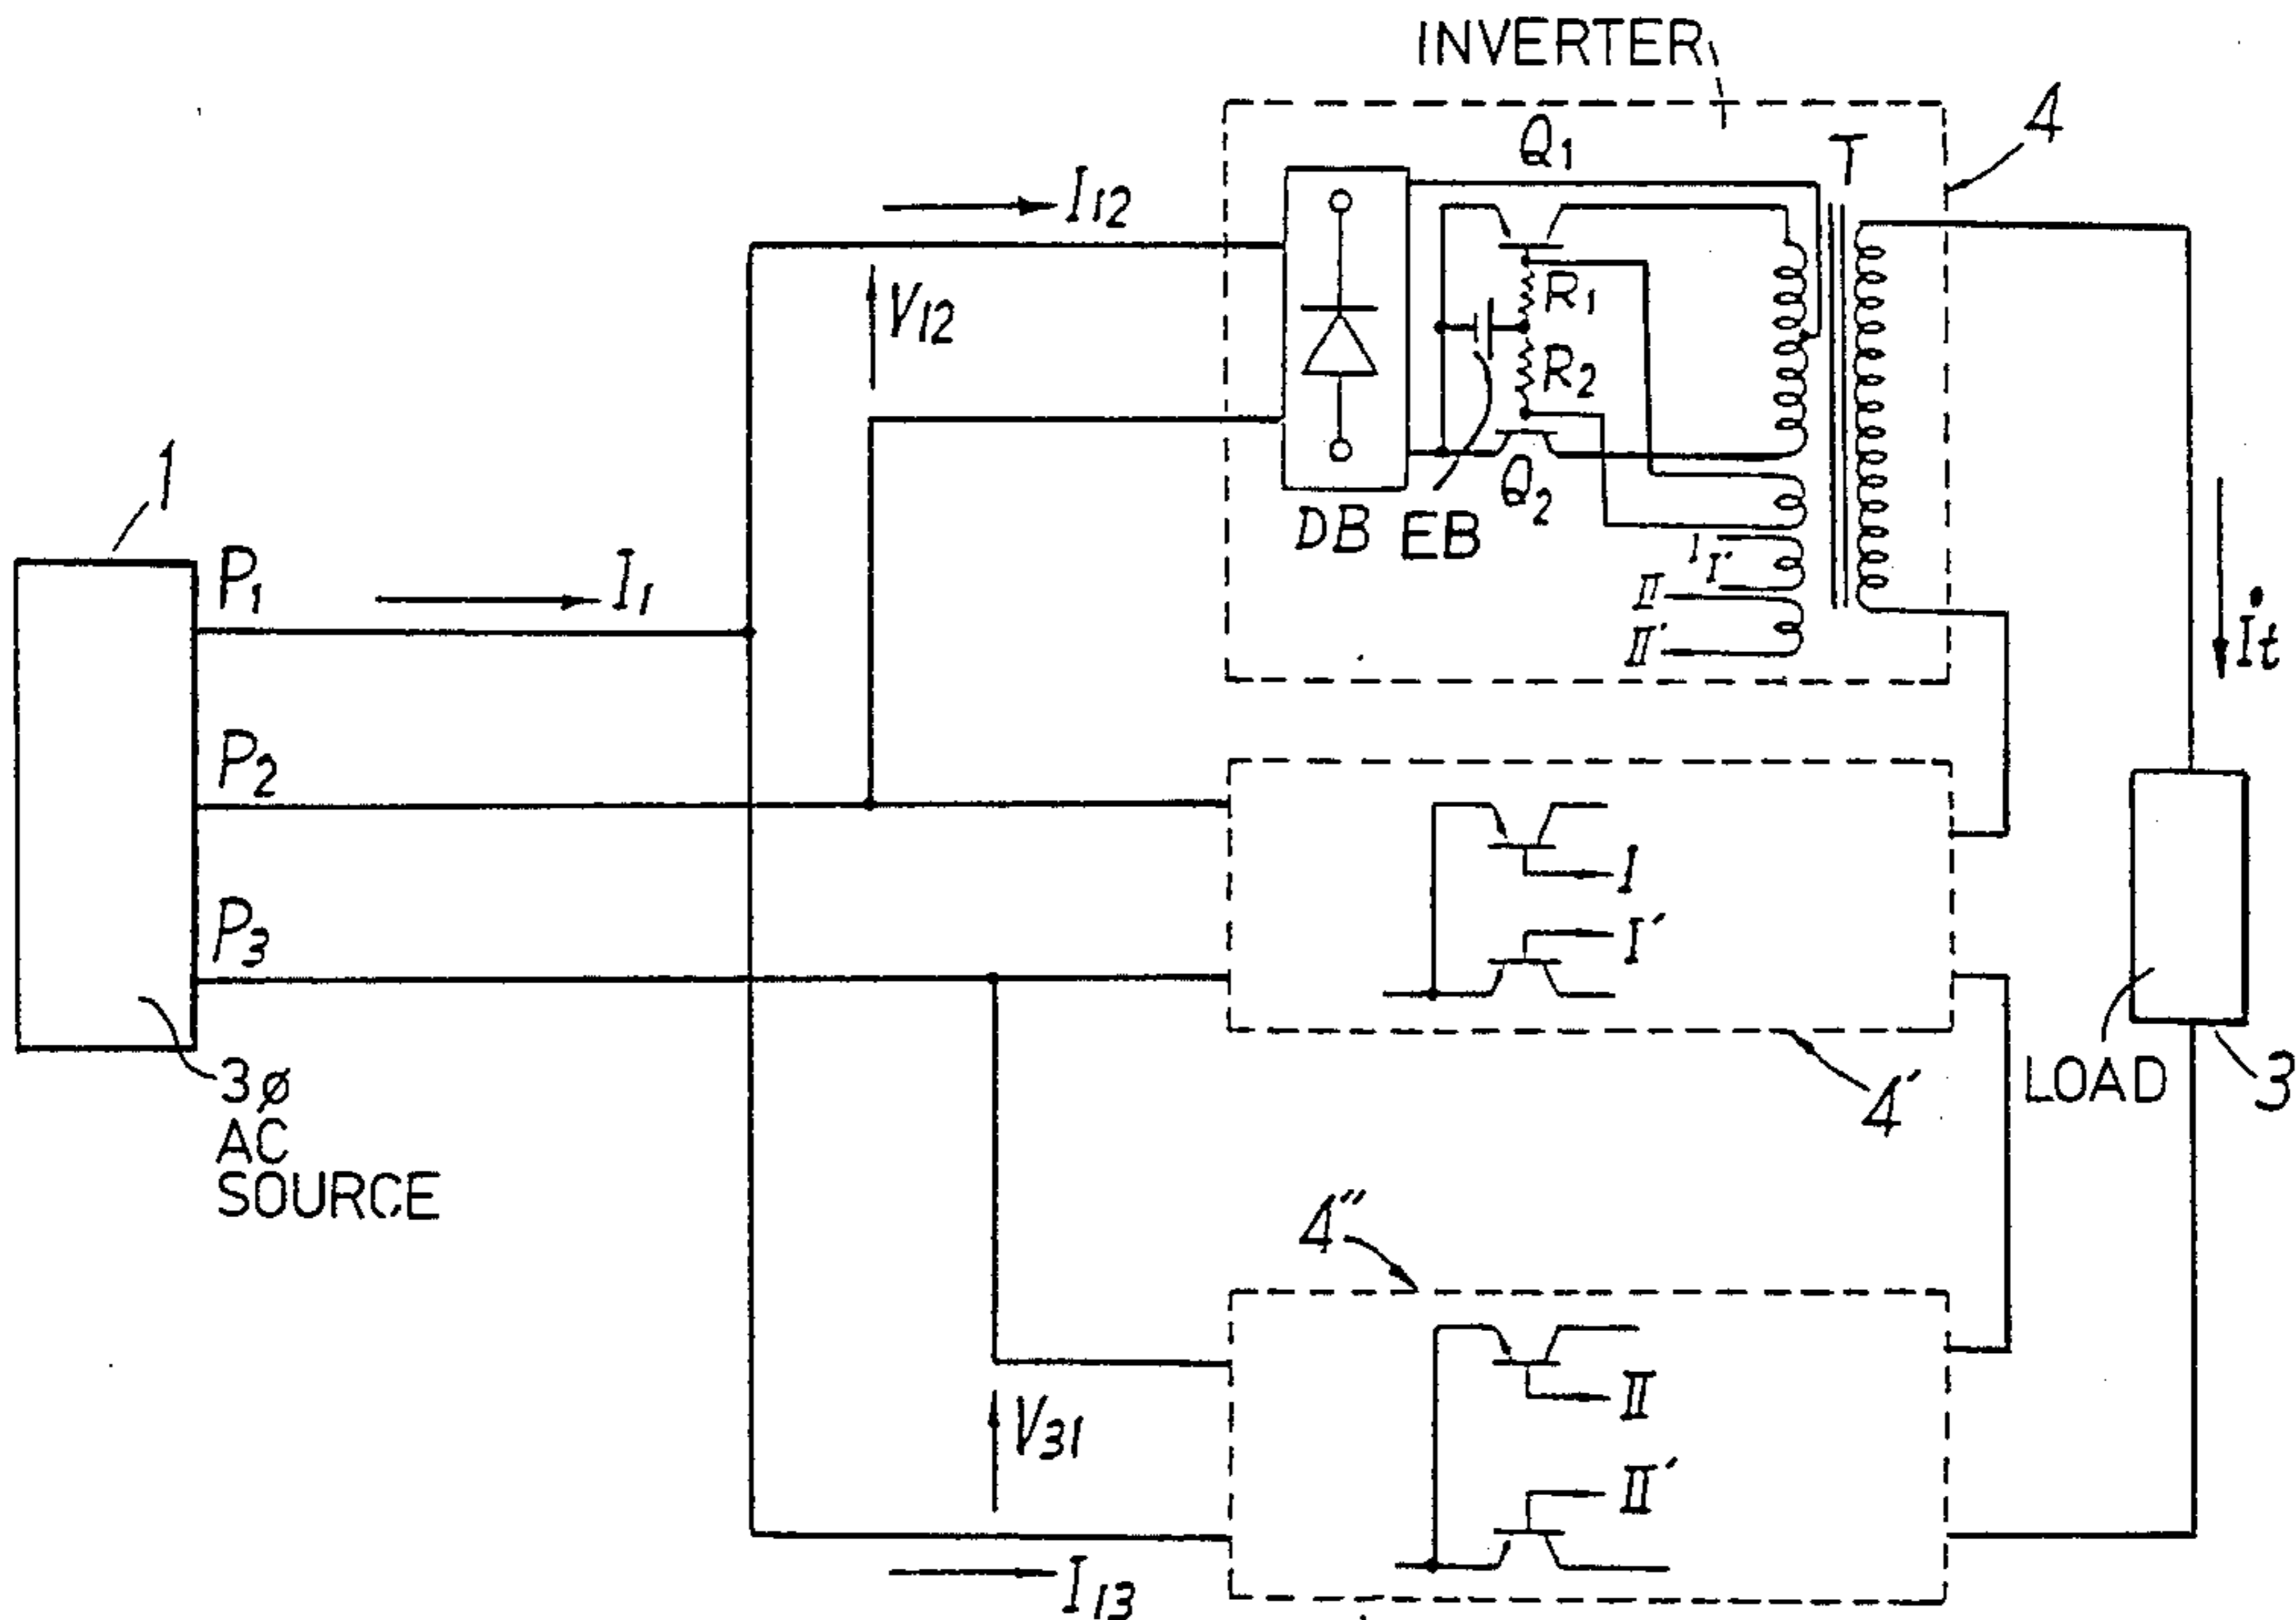 INVERTER
4
Q1
T
I12
V12
R1
R2
Q2
DB
EB
I
I'
II
II'
1
P1
I1
It
P2
P3
I
I'
3ø
AC
SOURCE
LOAD
3
4'
4"
V31
II
II'
I13